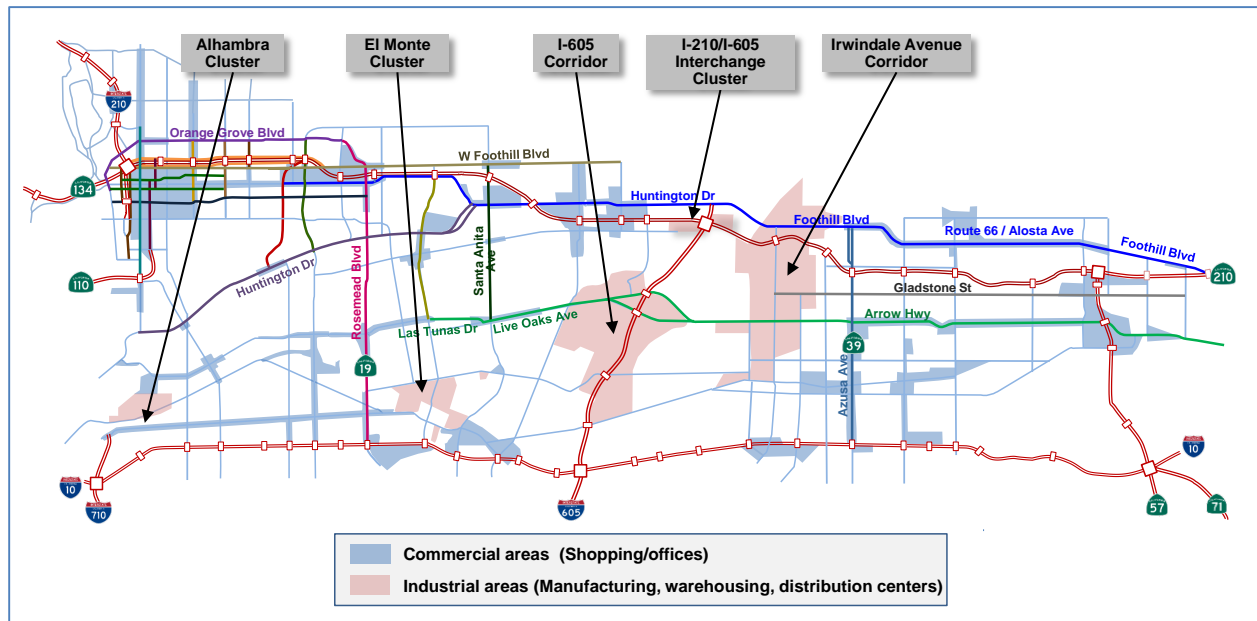 Alhambra
Cluster
El Monte
Cluster
I-605
Corridor
I-210/I-605
Interchange
Cluster
Irwindale Avenue
Corridor
210
Orange Grove Blvd
W Foothill Blvd
134
Huntington Dr
Foothill Blvd
Route 66 / Alosta Ave
Foothill Blvd
Santa Anita
Ave
Huntington Dr
110
210
Gladstone St
Rosemead Blvd
Las Tunas Dr
Live Oaks Ave
Arrow Hwy
39
19
Azusa Ave
10
10
710
605
57
71
Commercial areas (Shopping/offices)
Industrial areas (Manufacturing, warehousing, distribution centers)